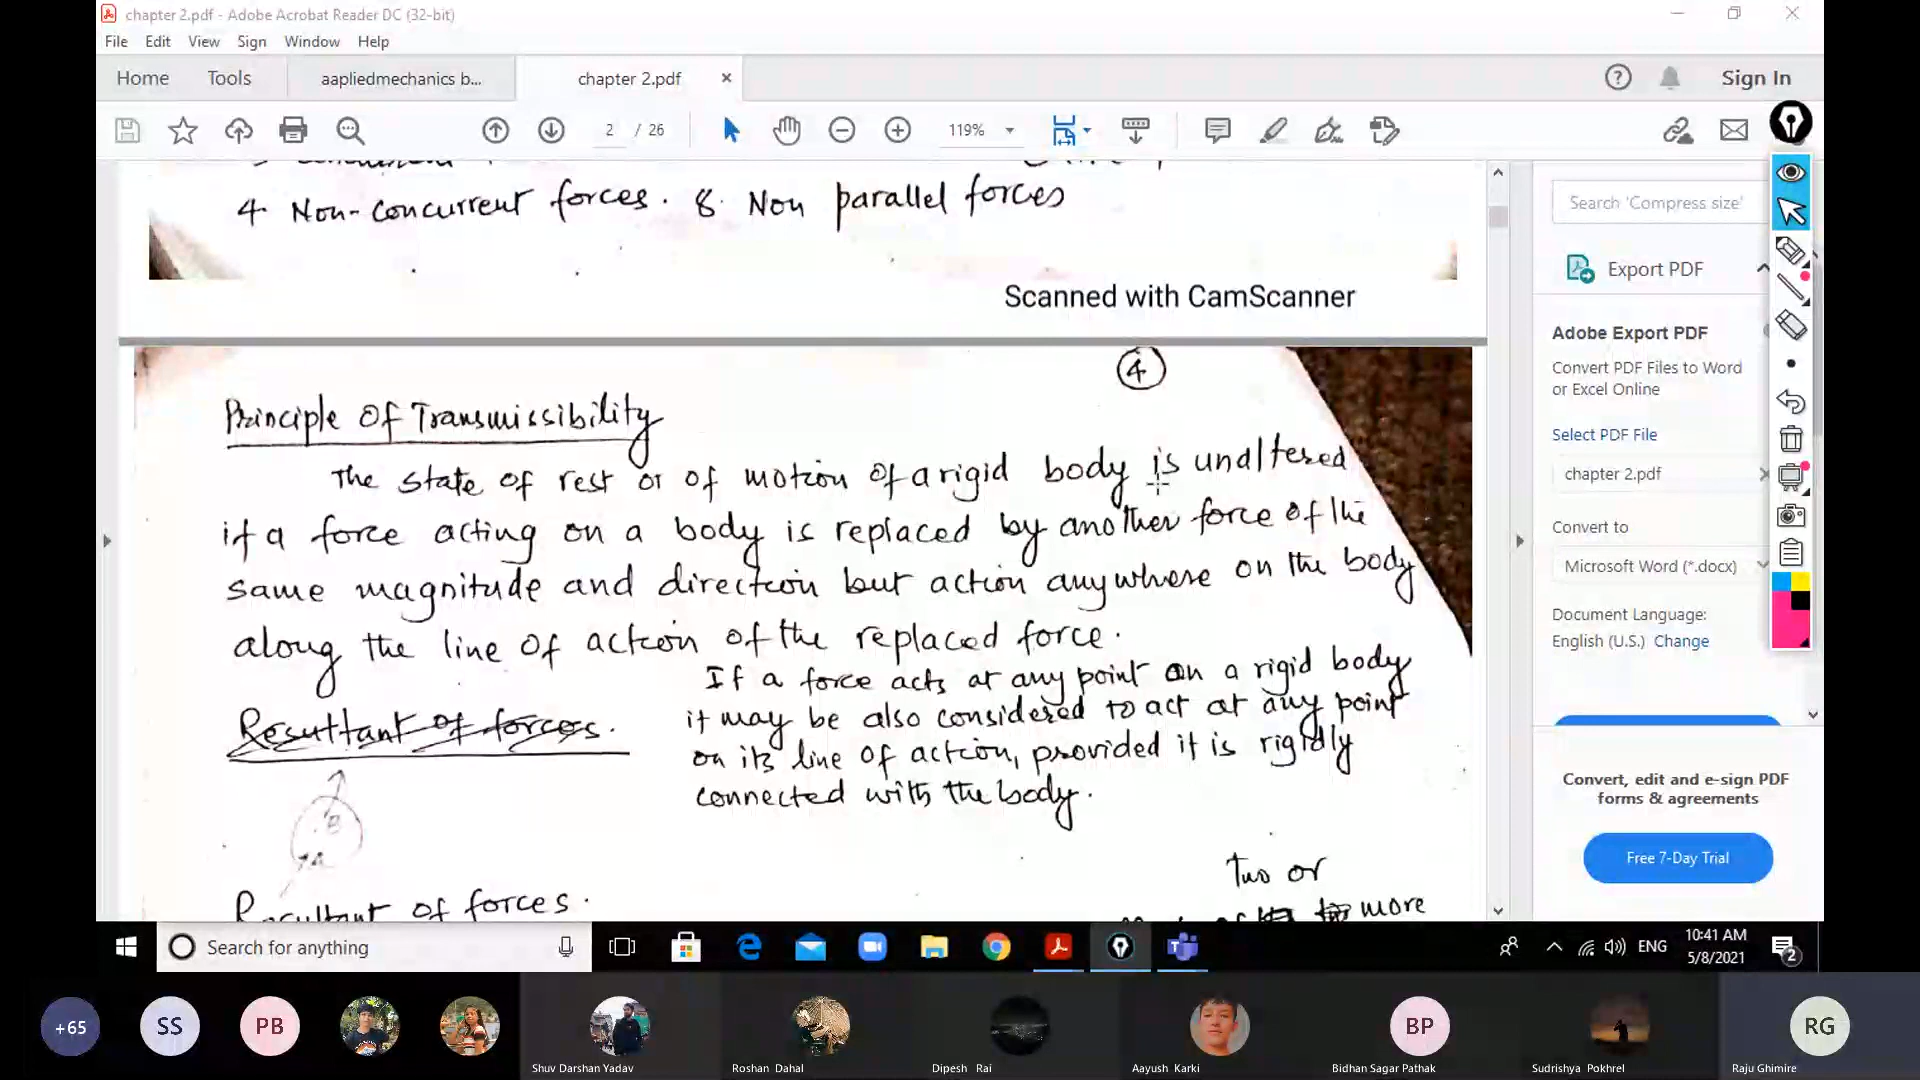 chapter 2.pdf - Adobe Acrobat Reader DC (32-bit)
File Edit View Sign Window Help
Home Tools aapliedmechanics b... chapter 2.pdf × Sign In
2 / 26 119%
4. Non-concurrent forces. 8. Non parallel forces
Scanned with CamScanner
4
Principle Of Transmissibility
The state of rest or of motion of a rigid body is unaltered
if a force acting on a body is replaced by another force of the
same magnitude and direction but action anywhere on the body
along the line of action of the replaced force.
If a force acts at any point on a rigid body
it may be also considered to act at any point
on its line of action, provided it is rigidly
connected with the body.
Resultant of forces.
B
A
two or
Resultant of forces.
more
Search 'Compress size'
Export PDF
Adobe Export PDF
Convert PDF Files to Word
or Excel Online
Select PDF File
chapter 2.pdf
Convert to
Microsoft Word (*.docx)
Document Language:
English (U.S.) Change
Convert, edit and e-sign PDF
forms & agreements
Free 7-Day Trial
Search for anything
ENG
10:41 AM
5/8/2021
2
+65 SS PB BP RG
Shuv Darshan Yadav Roshan Dahal Dipesh Rai Aayush Karki Bidhan Sagar Pathak Sudrishya Pokhrel Raju Ghimire